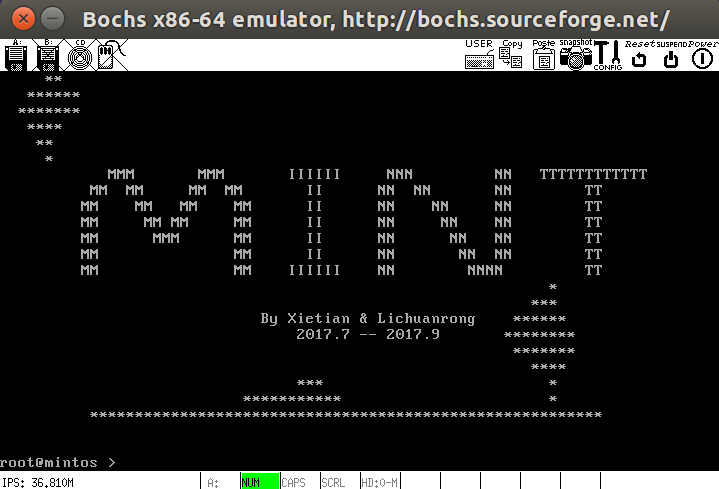 Bochs x86-64 emulator, http://bochs.sourceforge.net/
A: B: CD USER Copy Paste snapshot CONFIG Reset SUSPEND Power
**
******
*******
****
**
*
MMM MMM IIIIII NNN NN TTTTTTTTTTTT
MM MM MM MM II NN NN NN TT
MM MM MM MM II NN NN NN TT
MM MM MM MM II NN NN NN TT
MM MMM MM II NN NN NN TT
MM MM II NN NN NN TT
MM MM IIIIII NN NNNN TT
*
***
By Xietian & Lichuanrong ******
2017.7 -- 2017.9 ********
*******
****
*** *
*********** *
*********************************************************
root@mintos >
IPS: 36.810M A: NUM CAPS SCRL HD:0-M